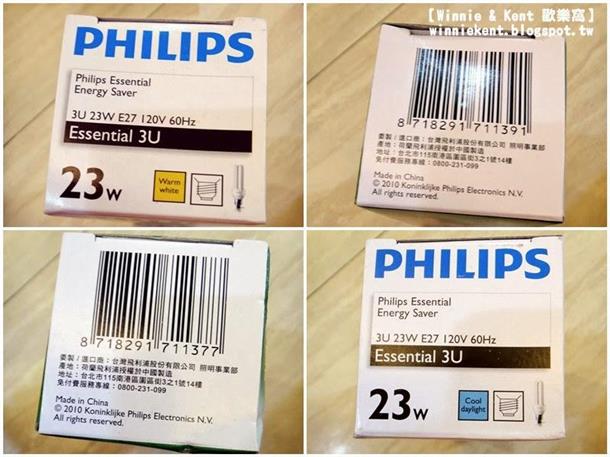 【Winnie & Kent 歐樂窩】
winniekent.blogspot.tw
PHILIPS
Philips Essential
Energy Saver
3U 23W E27 120V 60Hz
Essential 3U
23W
Warm
white
8 718291 711391
委製/進口商：台灣飛利浦股份有限公司 照明事業部
產地：荷蘭飛利浦授權於中國製造
地址：台北市115南港區園區街3之1號14樓
免付費服務專線：0800-231-099
Made in China
© 2010 Koninklijke Philips Electronics N.V.
All Rights Reserved.
8 718291 711377
委製/進口商：台灣飛利浦股份有限公司 照明事業部
產地：荷蘭飛利浦授權於中國製造
地址：台北市115南港區園區街3之1號14樓
免付費服務專線：0800-231-099
Made in China
© 2010 Koninklijke Philips Electronics N.V.
All Rights Reserved.
PHILIPS
Philips Essential
Energy Saver
3U 23W E27 120V 60Hz
Essential 3U
23W
Cool
daylight